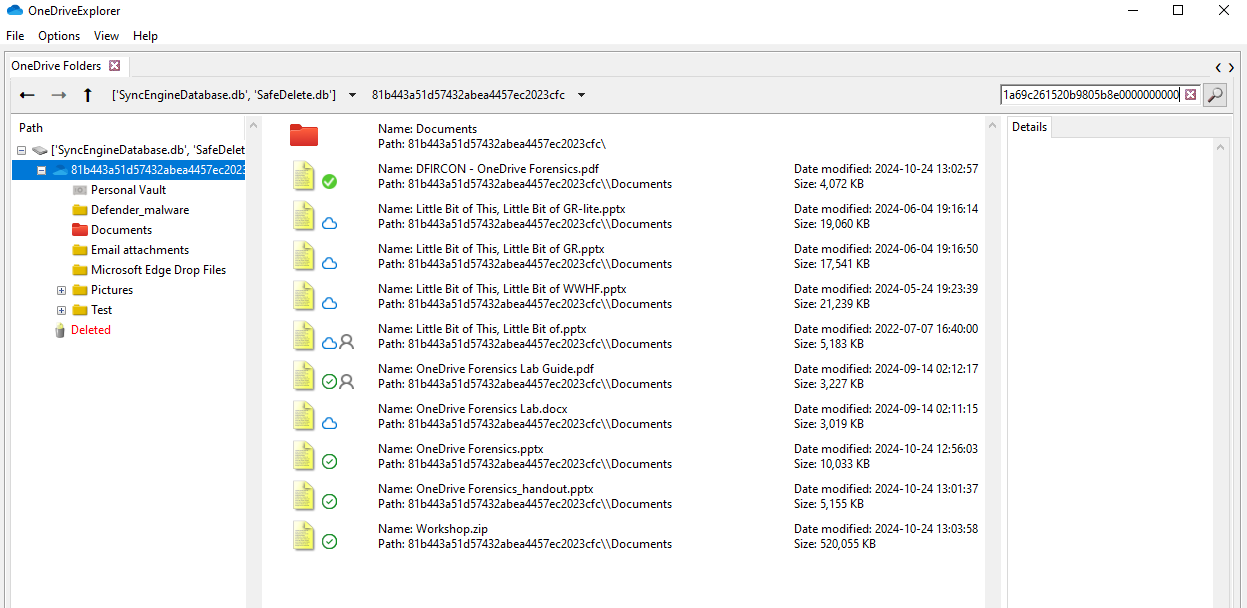 OneDriveExplorer
File Options View Help
OneDrive Folders
['SyncEngineDatabase.db', 'SafeDelete.db'] 81b443a51d57432abea4457ec2023cfc
1a69c261520b9805b8e0000000000
Path
['SyncEngineDatabase.db', 'SafeDelet
81b443a51d57432abea4457ec2023
Personal Vault
Defender_malware
Documents
Email attachments
Microsoft Edge Drop Files
Pictures
Test
Deleted
Name: Documents
Path: 81b443a51d57432abea4457ec2023cfc\
Name: DFIRCON - OneDrive Forensics.pdf Date modified: 2024-10-24 13:02:57
Path: 81b443a51d57432abea4457ec2023cfc\\Documents Size: 4,072 KB
Name: Little Bit of This, Little Bit of GR-lite.pptx Date modified: 2024-06-04 19:16:14
Path: 81b443a51d57432abea4457ec2023cfc\\Documents Size: 19,060 KB
Name: Little Bit of This, Little Bit of GR.pptx Date modified: 2024-06-04 19:16:50
Path: 81b443a51d57432abea4457ec2023cfc\\Documents Size: 17,541 KB
Name: Little Bit of This, Little Bit of WWHF.pptx Date modified: 2024-05-24 19:23:39
Path: 81b443a51d57432abea4457ec2023cfc\\Documents Size: 21,239 KB
Name: Little Bit of This, Little Bit of.pptx Date modified: 2022-07-07 16:40:00
Path: 81b443a51d57432abea4457ec2023cfc\\Documents Size: 5,183 KB
Name: OneDrive Forensics Lab Guide.pdf Date modified: 2024-09-14 02:12:17
Path: 81b443a51d57432abea4457ec2023cfc\\Documents Size: 3,227 KB
Name: OneDrive Forensics Lab.docx Date modified: 2024-09-14 02:11:15
Path: 81b443a51d57432abea4457ec2023cfc\\Documents Size: 3,019 KB
Name: OneDrive Forensics.pptx Date modified: 2024-10-24 12:56:03
Path: 81b443a51d57432abea4457ec2023cfc\\Documents Size: 10,033 KB
Name: OneDrive Forensics_handout.pptx Date modified: 2024-10-24 13:01:37
Path: 81b443a51d57432abea4457ec2023cfc\\Documents Size: 5,155 KB
Name: Workshop.zip Date modified: 2024-10-24 13:03:58
Path: 81b443a51d57432abea4457ec2023cfc\\Documents Size: 520,055 KB
Details